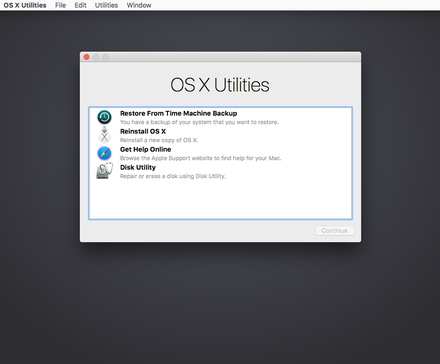 OS X Utilities File Edit Utilities Window
OS X Utilities
Restore From Time Machine Backup
You have a backup of your system that you want to restore.
Reinstall OS X
Reinstall a new copy of OS X.
Get Help Online
Browse the Apple Support website to find help for your Mac.
Disk Utility
Repair or erase a disk using Disk Utility.
Continue